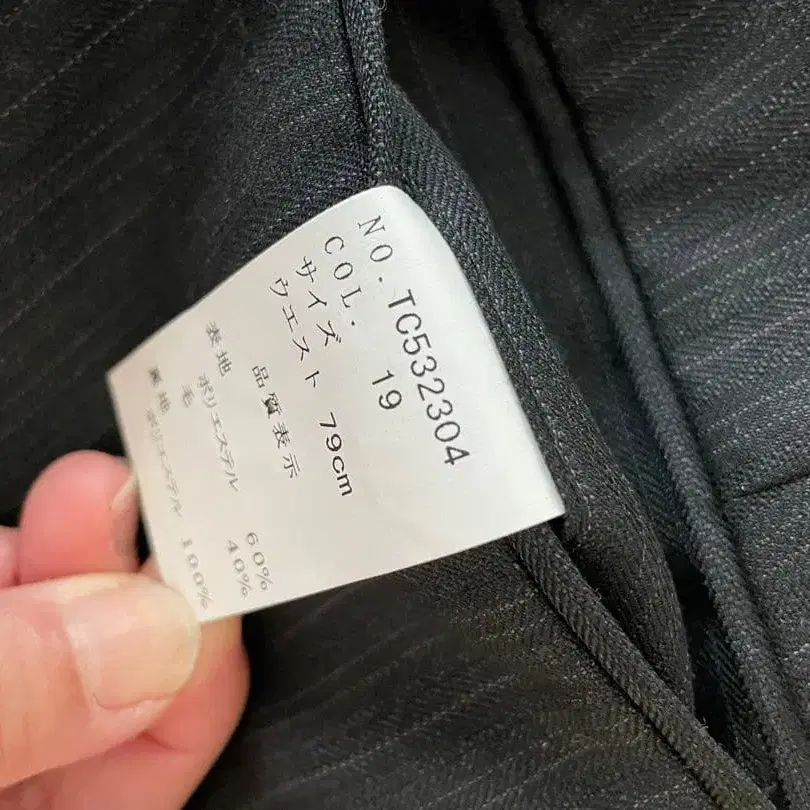 NO. TC532304
COL. 19
サイズ
ウエスト 79cm
品質表示
表地 ポリエステル 60%
毛 40%
裏地 ポリエステル 100%